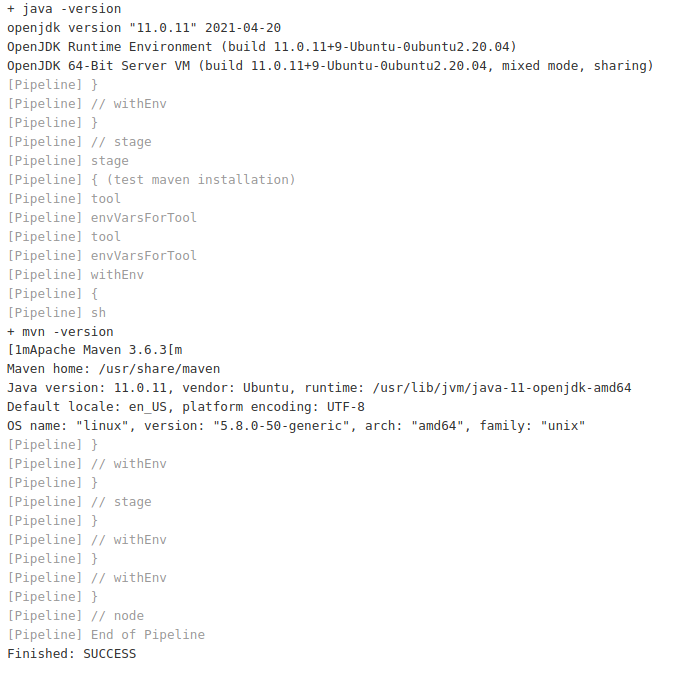 + java -version
openjdk version "11.0.11" 2021-04-20
OpenJDK Runtime Environment (build 11.0.11+9-Ubuntu-0ubuntu2.20.04)
OpenJDK 64-Bit Server VM (build 11.0.11+9-Ubuntu-0ubuntu2.20.04, mixed mode, sharing)
[Pipeline] }
[Pipeline] // withEnv
[Pipeline] }
[Pipeline] // stage
[Pipeline] stage
[Pipeline] { (test maven installation)
[Pipeline] tool
[Pipeline] envVarsForTool
[Pipeline] tool
[Pipeline] envVarsForTool
[Pipeline] withEnv
[Pipeline] {
[Pipeline] sh
+ mvn -version
[1mApache Maven 3.6.3[m
Maven home: /usr/share/maven
Java version: 11.0.11, vendor: Ubuntu, runtime: /usr/lib/jvm/java-11-openjdk-amd64
Default locale: en_US, platform encoding: UTF-8
OS name: "linux", version: "5.8.0-50-generic", arch: "amd64", family: "unix"
[Pipeline] }
[Pipeline] // withEnv
[Pipeline] }
[Pipeline] // stage
[Pipeline] }
[Pipeline] // withEnv
[Pipeline] }
[Pipeline] // withEnv
[Pipeline] }
[Pipeline] // node
[Pipeline] End of Pipeline
Finished: SUCCESS